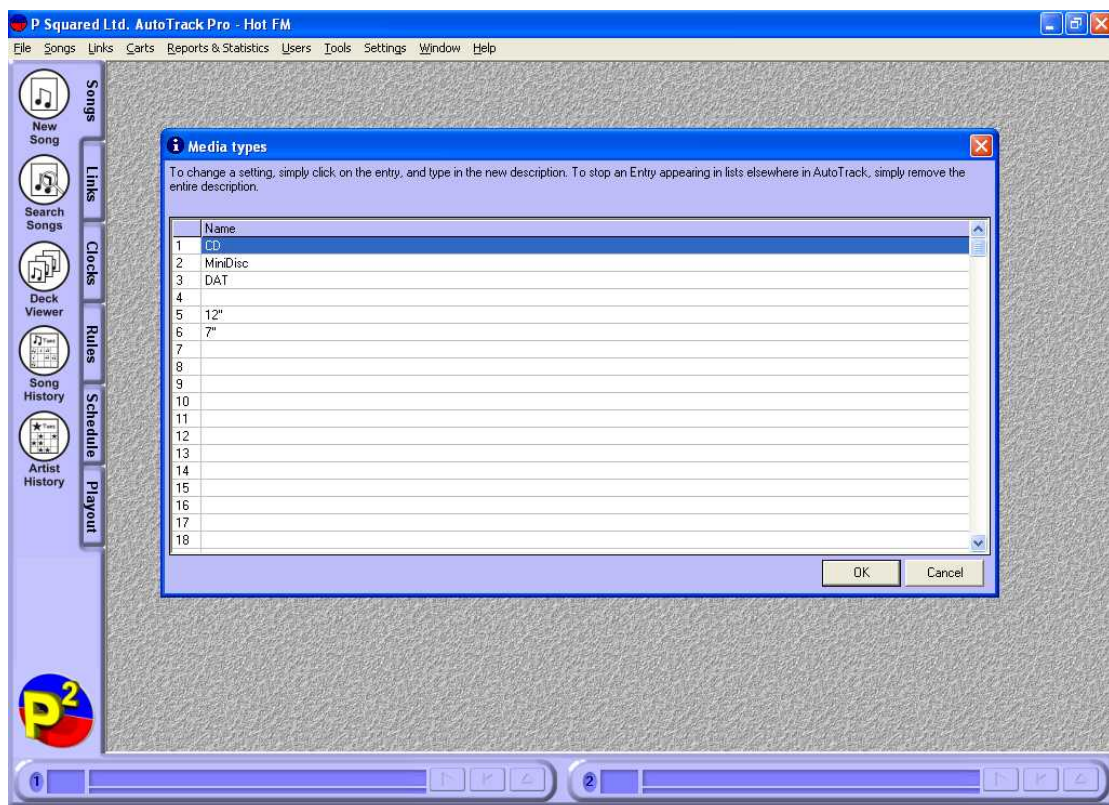 P Squared Ltd. AutoTrack Pro - Hot FM
File Songs Links Carts Reports & Statistics Users Tools Settings Window Help
New
Song
Search
Songs
Deck
Viewer
Song
History
Artist
History
Songs
Links
Clocks
Rules
Schedule
Playout
Media types
To change a setting, simply click on the entry, and type in the new description. To stop an Entry appearing in lists elsewhere in AutoTrack, simply remove the
entire description.
Name
1 CD
2 MiniDisc
3 DAT
4
5 12"
6 7"
7
8
9
10
11
12
13
14
15
16
17
18
OK Cancel
P2
1 2